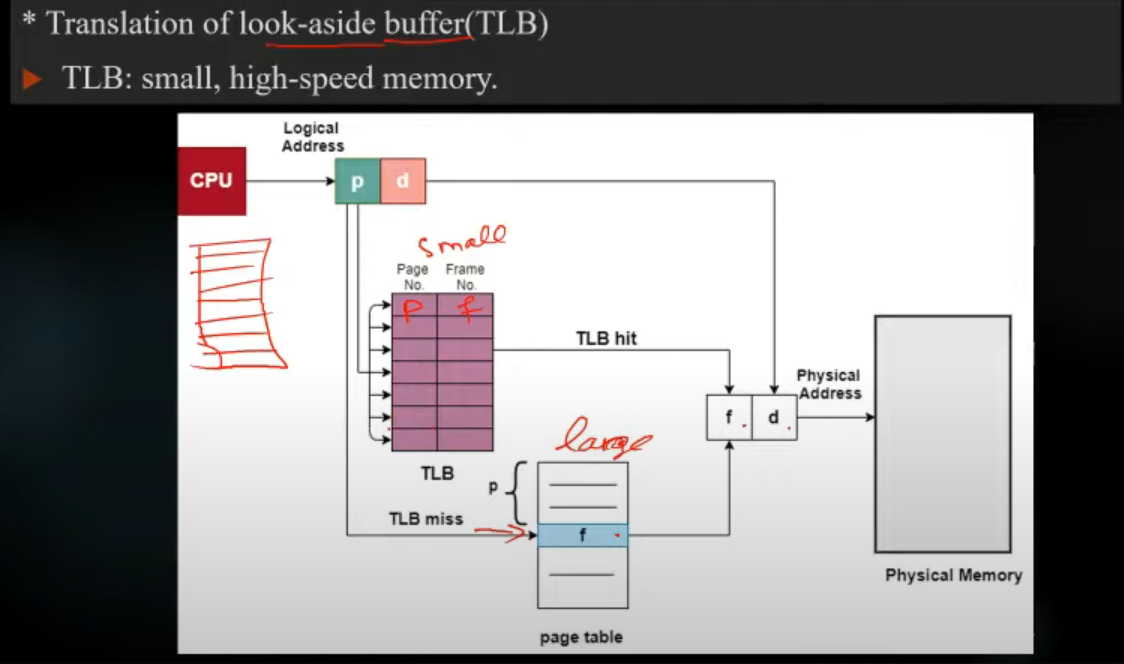 * Translation of look-aside buffer(TLB)
TLB: small, high-speed memory.
Logical
Address
CPU
p d
small
Page Frame
No. No.
P f
TLB hit
Physical
Address
f d
large
TLB
p
TLB miss
f
Physical Memory
page table